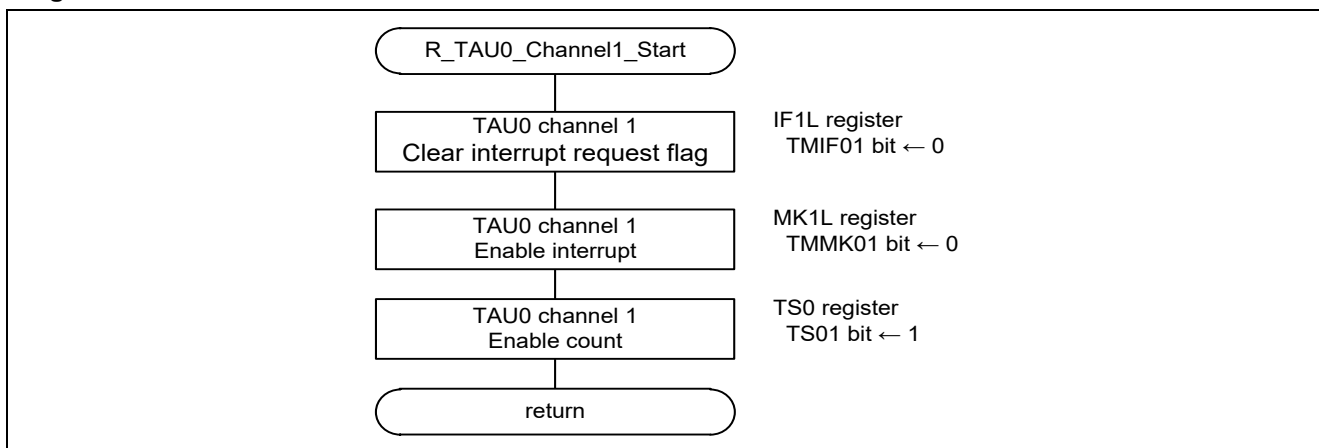 R_TAU0_Channel1_Start
TAU0 channel 1
Clear interrupt request flag
IF1L register
TMIF01 bit ← 0
TAU0 channel 1
Enable interrupt
MK1L register
TMMK01 bit ← 0
TAU0 channel 1
Enable count
TS0 register
TS01 bit ← 1
return